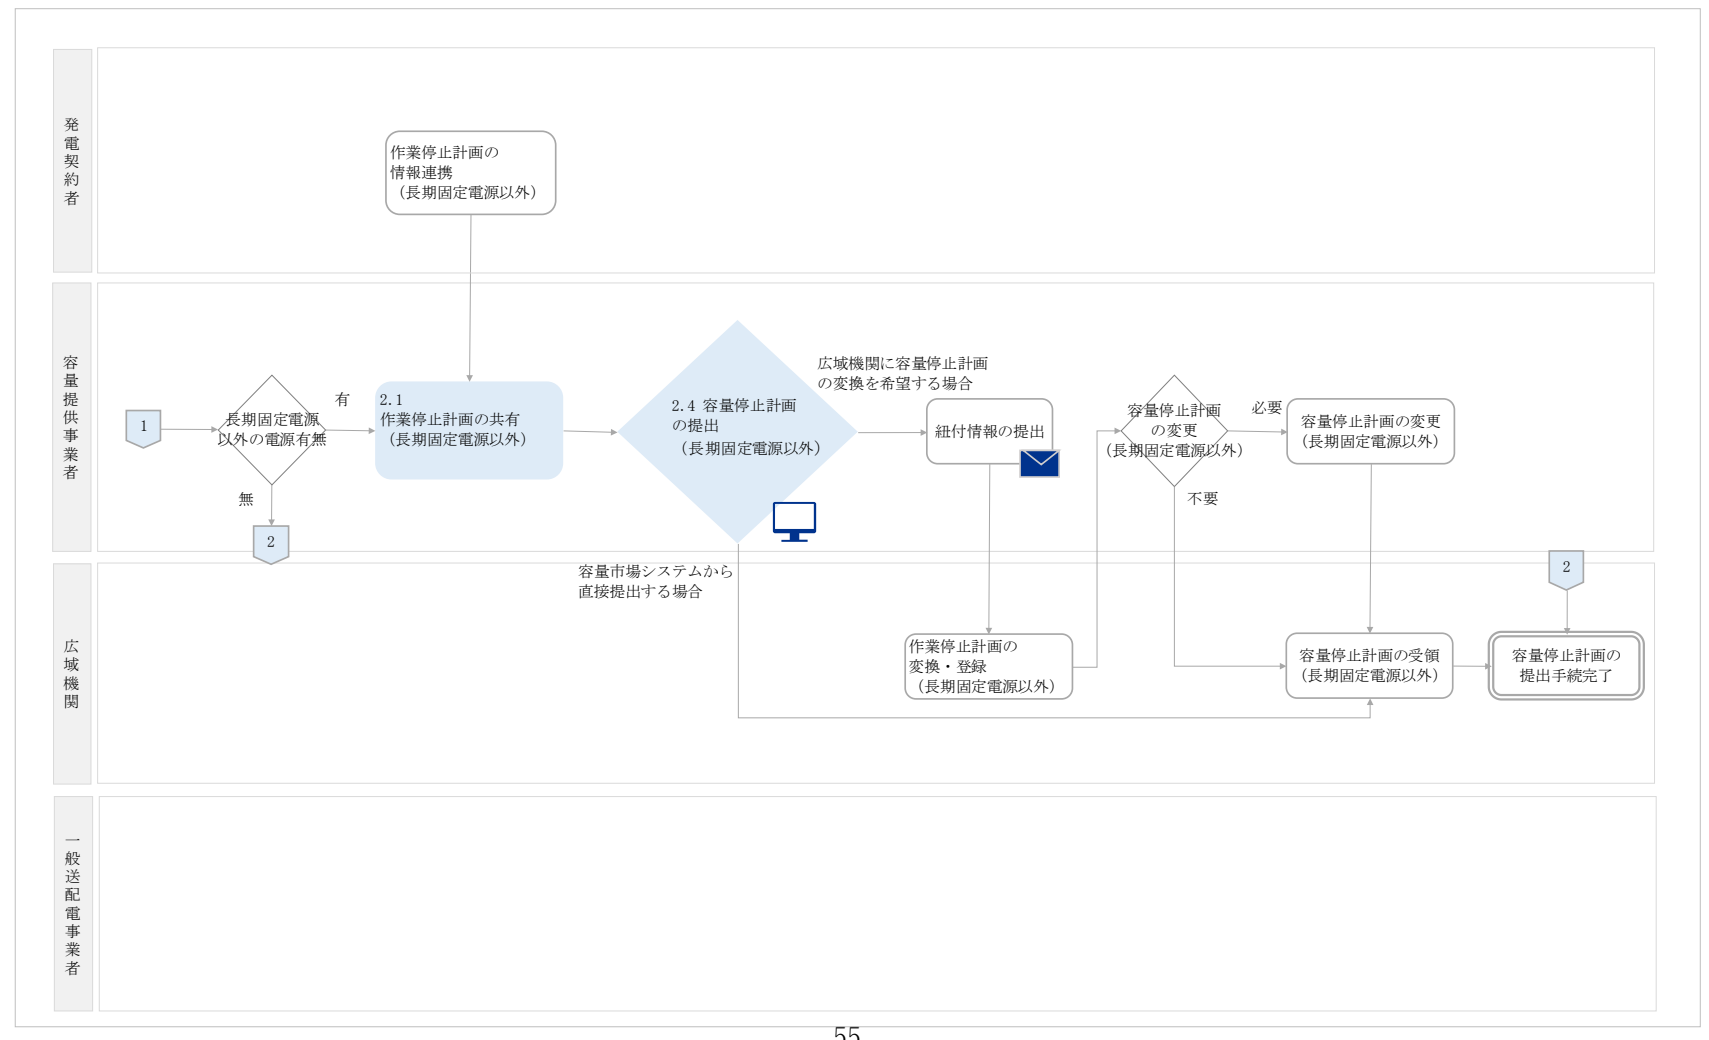 発電契約者
作業停止計画の
情報連携
（長期固定電源以外）
容量提供事業者
1
長期固定電源
以外の電源有無
有
無
2
2.1
作業停止計画の共有
（長期固定電源以外）
2.4 容量停止計画
の提出
（長期固定電源以外）
広域機関に容量停止計画
の変換を希望する場合
紐付情報の提出
容量停止計画
の変更
（長期固定電源以外）
必要
不要
容量停止計画の変更
（長期固定電源以外）
広域機関
容量市場システムから
直接提出する場合
作業停止計画の
変換・登録
（長期固定電源以外）
容量停止計画の受領
（長期固定電源以外）
2
容量停止計画の
提出手続完了
一般送配電事業者
55